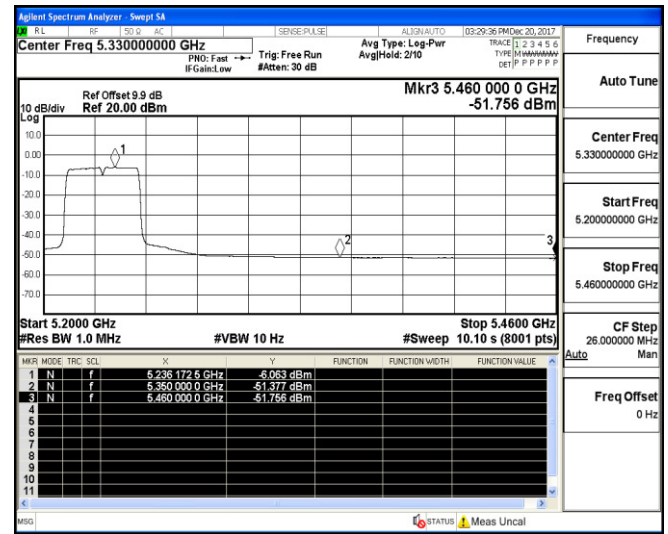 Agilent Spectrum Analyzer - Swept SA
RL RF 50 Ω AC SENSE:PULSE ALIGNAUTO 03:29:36 PM Dec 20, 2017
Center Freq 5.330000000 GHz
PNO: Fast
IFGain:Low
Trig: Free Run
#Atten: 30 dB
Avg Type: Log-Pwr
Avg|Hold: 2/10
TRACE 1 2 3 4 5 6
TYPE MWWWWW
DET P P P P P P
Ref Offset 9.9 dB
10 dB/div Ref 20.00 dBm
Log
Mkr3 5.460 000 0 GHz
-51.756 dBm
10.0
0.00
-10.0
-20.0
-30.0
-40.0
-50.0
-60.0
-70.0
1
2
3
Start 5.2000 GHz Stop 5.4600 GHz
#Res BW 1.0 MHz #VBW 10 Hz #Sweep 10.10 s (8001 pts)
MKR MODE TRC SCL X Y FUNCTION FUNCTION WIDTH FUNCTION VALUE
1 N f 5.236 172 5 GHz -6.063 dBm
2 N f 5.350 000 0 GHz -51.377 dBm
3 N f 5.460 000 0 GHz -51.756 dBm
4
5
6
7
8
9
10
11
MSG STATUS Meas Uncal
Frequency
Auto Tune
Center Freq
5.330000000 GHz
Start Freq
5.200000000 GHz
Stop Freq
5.460000000 GHz
CF Step
26.000000 MHz
Auto Man
Freq Offset
0 Hz